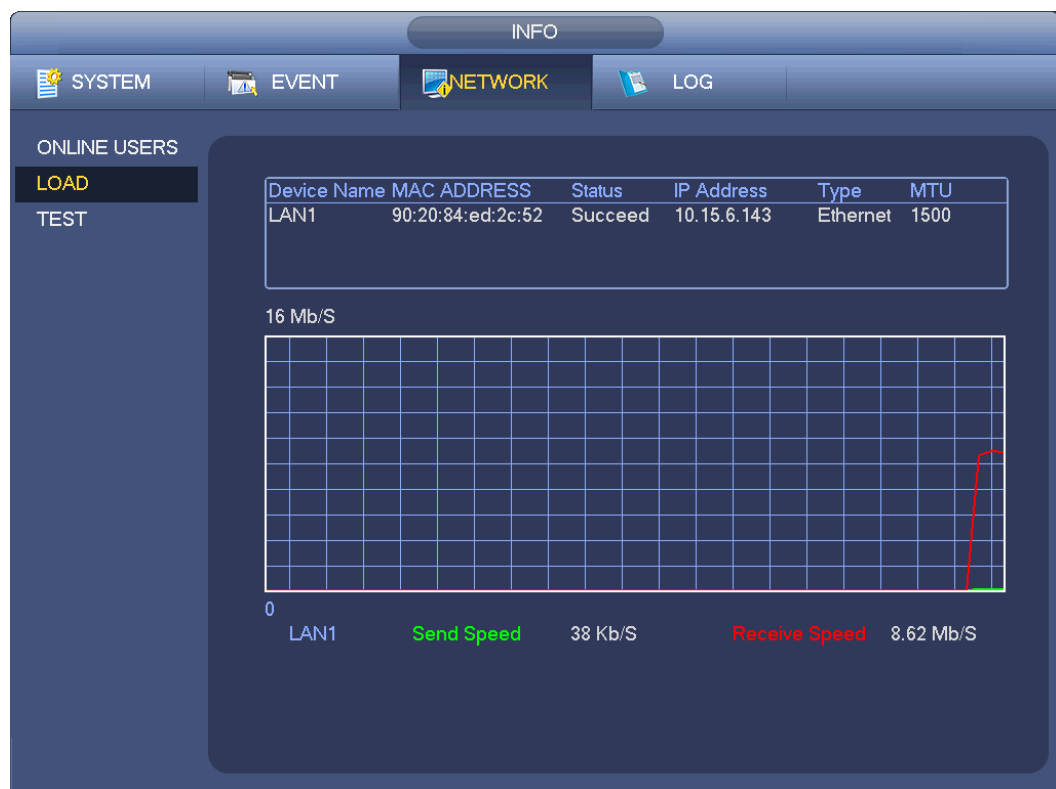 INFO
SYSTEM EVENT NETWORK LOG
ONLINE USERS
LOAD
TEST
Device Name MAC ADDRESS Status IP Address Type MTU
LAN1 90:20:84:ed:2c:52 Succeed 10.15.6.143 Ethernet 1500
16 Mb/S
0
LAN1 Send Speed 38 Kb/S Receive Speed 8.62 Mb/S